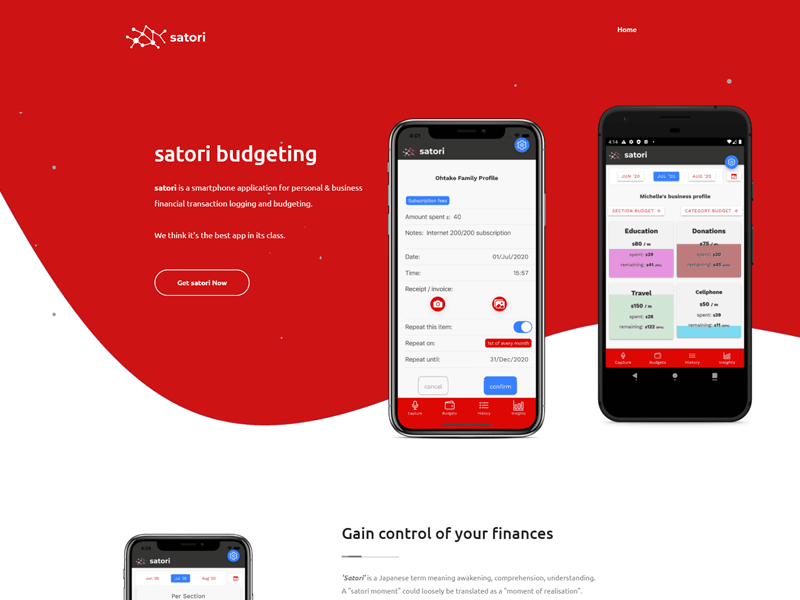 satori
Home
satori budgeting
satori is a smartphone application for personal & business
financial transaction logging and budgeting.
We think it's the best app in its class.
Get satori Now
4:01
satori
Ohtake Family Profile
Subscription fees
Amount spent £: 40
Notes: Internet 200/200 subscription
Date: 01/Jul/2020
Time: 15:57
Receipt / invoice:
Repeat this item:
Repeat on: 1st of every month
Repeat until: 31/Dec/2020
cancel confirm
Capture Budgets History Insights
4:14
satori
JUN '20 JUL '20 AUG '20
Michelle's business profile
SECTION BUDGET + CATEGORY BUDGET +
Education
$80 / m
spent: $39
remaining: $41
Donations
$75 / m
spent: $30
remaining: $45
Travel
$150 / m
spent: $28
remaining: $122
Cellphone
$50 / m
spent: $39
remaining: $11
Capture Budgets History Insights
satori
Jun '20 Jul '20 Aug '20
Per Section
Gain control of your finances
'Satori' is a Japanese term meaning awakening, comprehension, understanding.
A "satori moment" could loosely be translated as a "moment of realisation".